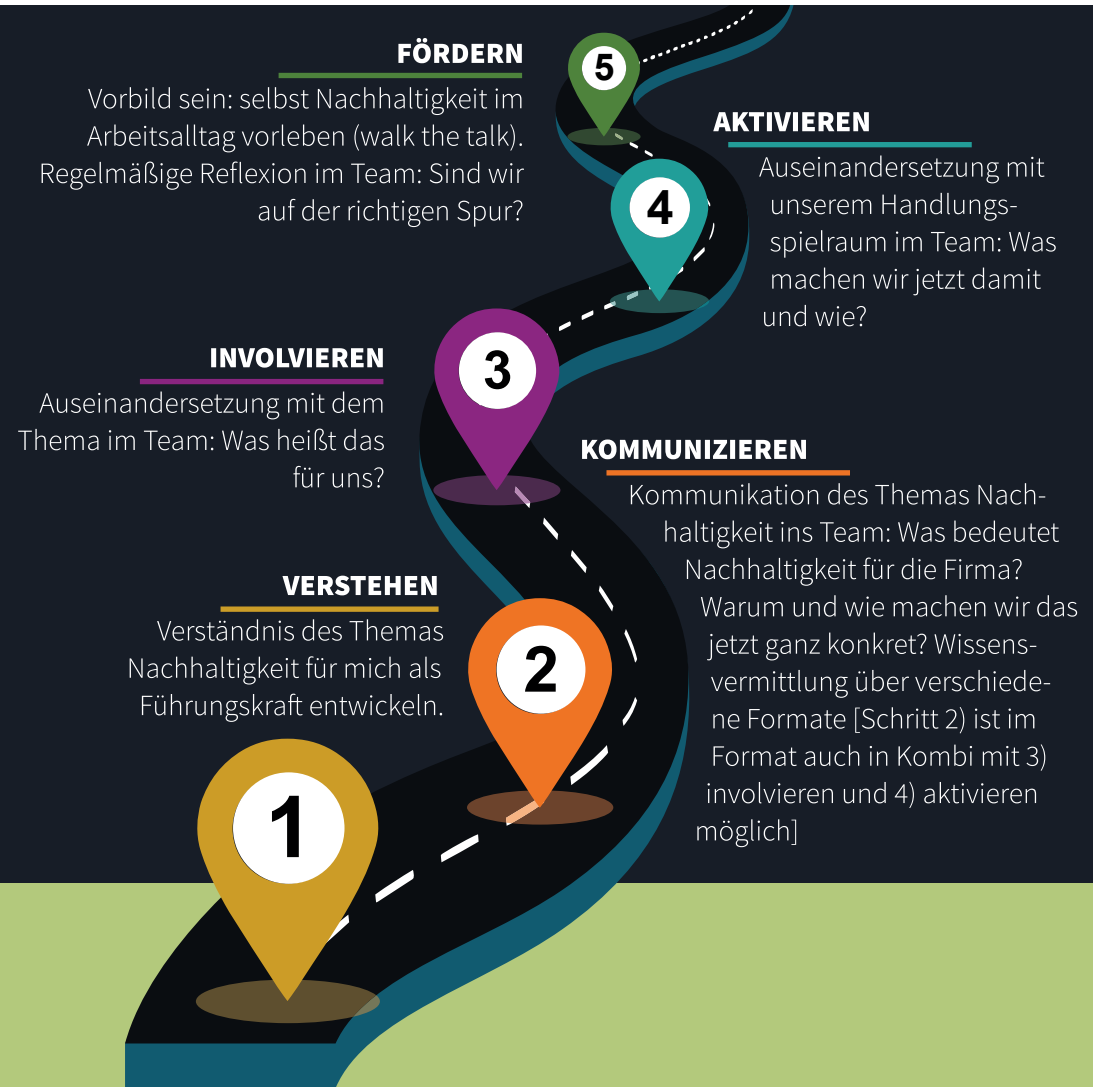 FÖRDERN
Vorbild sein: selbst Nachhaltigkeit im
Arbeitsalltag vorleben (walk the talk).
Regelmäßige Reflexion im Team: Sind wir
auf der richtigen Spur?
5
AKTIVIEREN
Auseinandersetzung mit
unserem Handlungs-
spielraum im Team: Was
machen wir jetzt damit
und wie?
4
INVOLVIEREN
Auseinandersetzung mit dem
Thema im Team: Was heißt das
für uns?
3
KOMMUNIZIEREN
Kommunikation des Themas Nach-
haltigkeit ins Team: Was bedeutet
Nachhaltigkeit für die Firma?
Warum und wie machen wir das
jetzt ganz konkret? Wissens-
vermittlung über verschiede-
ne Formate [Schritt 2) ist im
Format auch in Kombi mit 3)
involvieren und 4) aktivieren
möglich]
2
VERSTEHEN
Verständnis des Themas
Nachhaltigkeit für mich als
Führungskraft entwickeln.
1